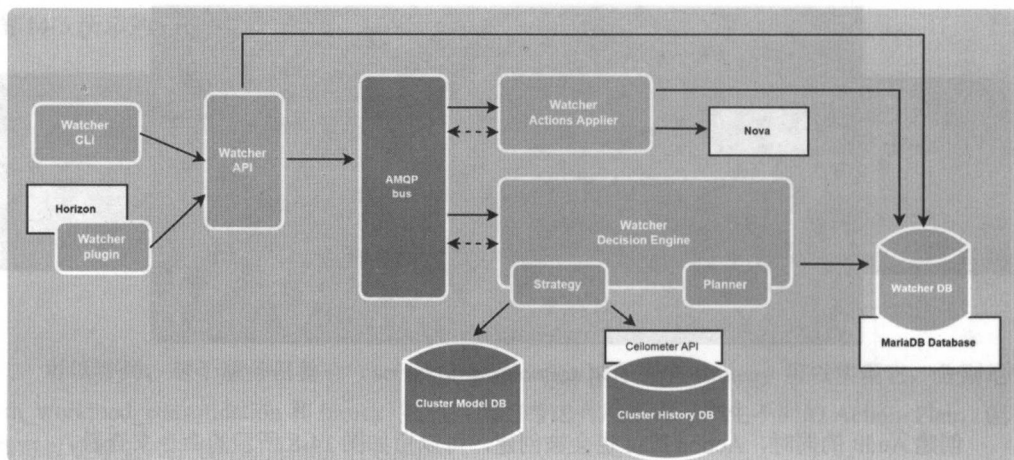 Watcher
CLI
Horizon
Watcher
plugin
Watcher
API
AMQP
bus
Watcher
Actions Applier
Nova
Watcher
Decision Engine
Strategy
Planner
Cluster Model DB
Ceilometer API
Cluster History DB
Watcher DB
MariaDB Database